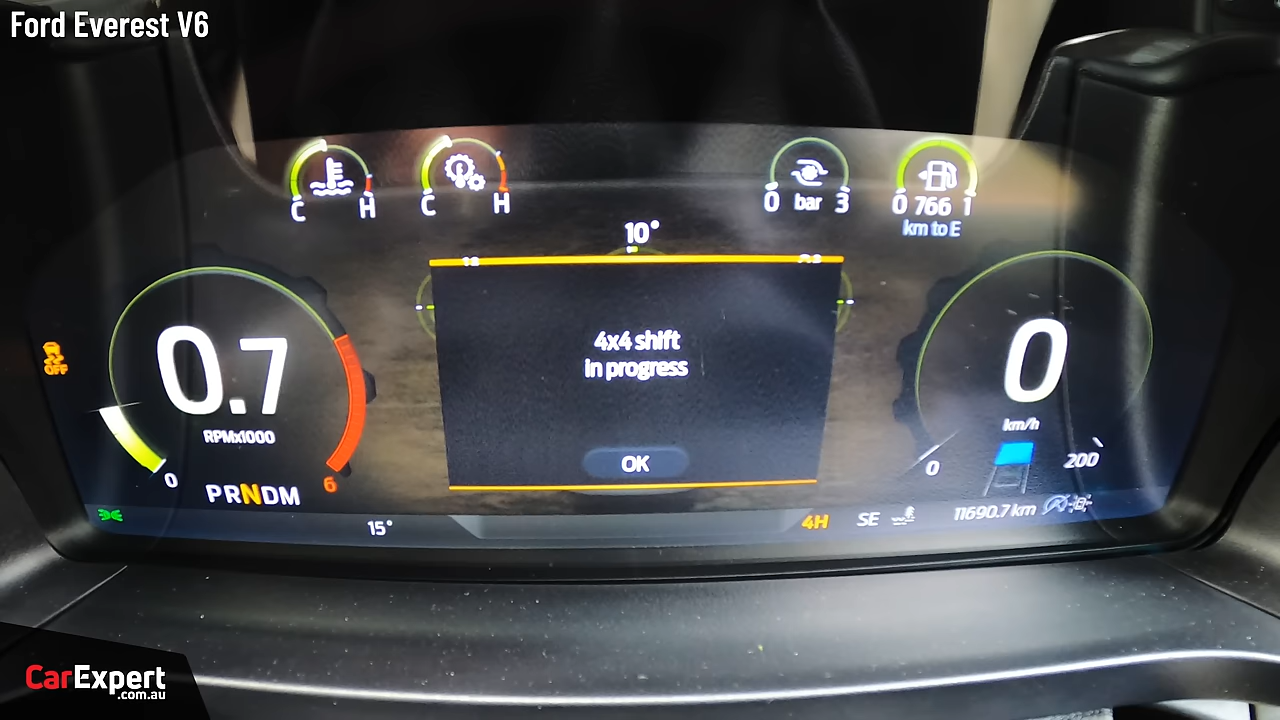 Ford Everest V6
C H
C H
0 bar 3
0 766 1
km to E
10°
4x4 shift
in progress
OK
OFF
0.7
RPMx1000
0
6
PRNDM
0
km/h
0
200
15°
4H
SE
11690.7 km
CarExpert
.com.au